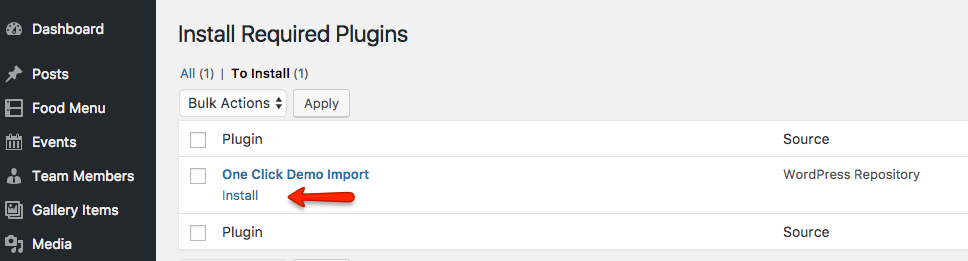 Dashboard
Posts
Food Menu
Events
Team Members
Gallery Items
Media
Install Required Plugins
All (1) | To Install (1)
Bulk Actions Apply
Plugin Source
One Click Demo Import WordPress Repository
Install
Plugin Source